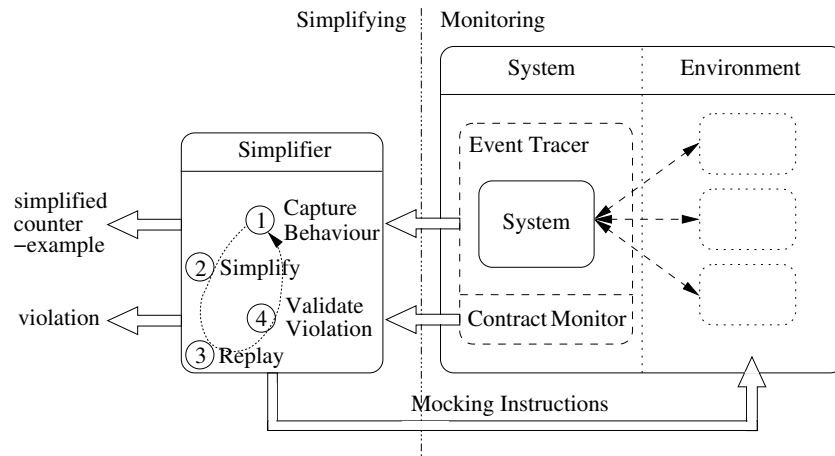 Simplifying
Monitoring
System
Environment
Simplifier
Event Tracer
System
simplified
counter
−example
1
Capture
Behaviour
2
Simplify
violation
4
Validate
Violation
Contract Monitor
3
Replay
Mocking Instructions